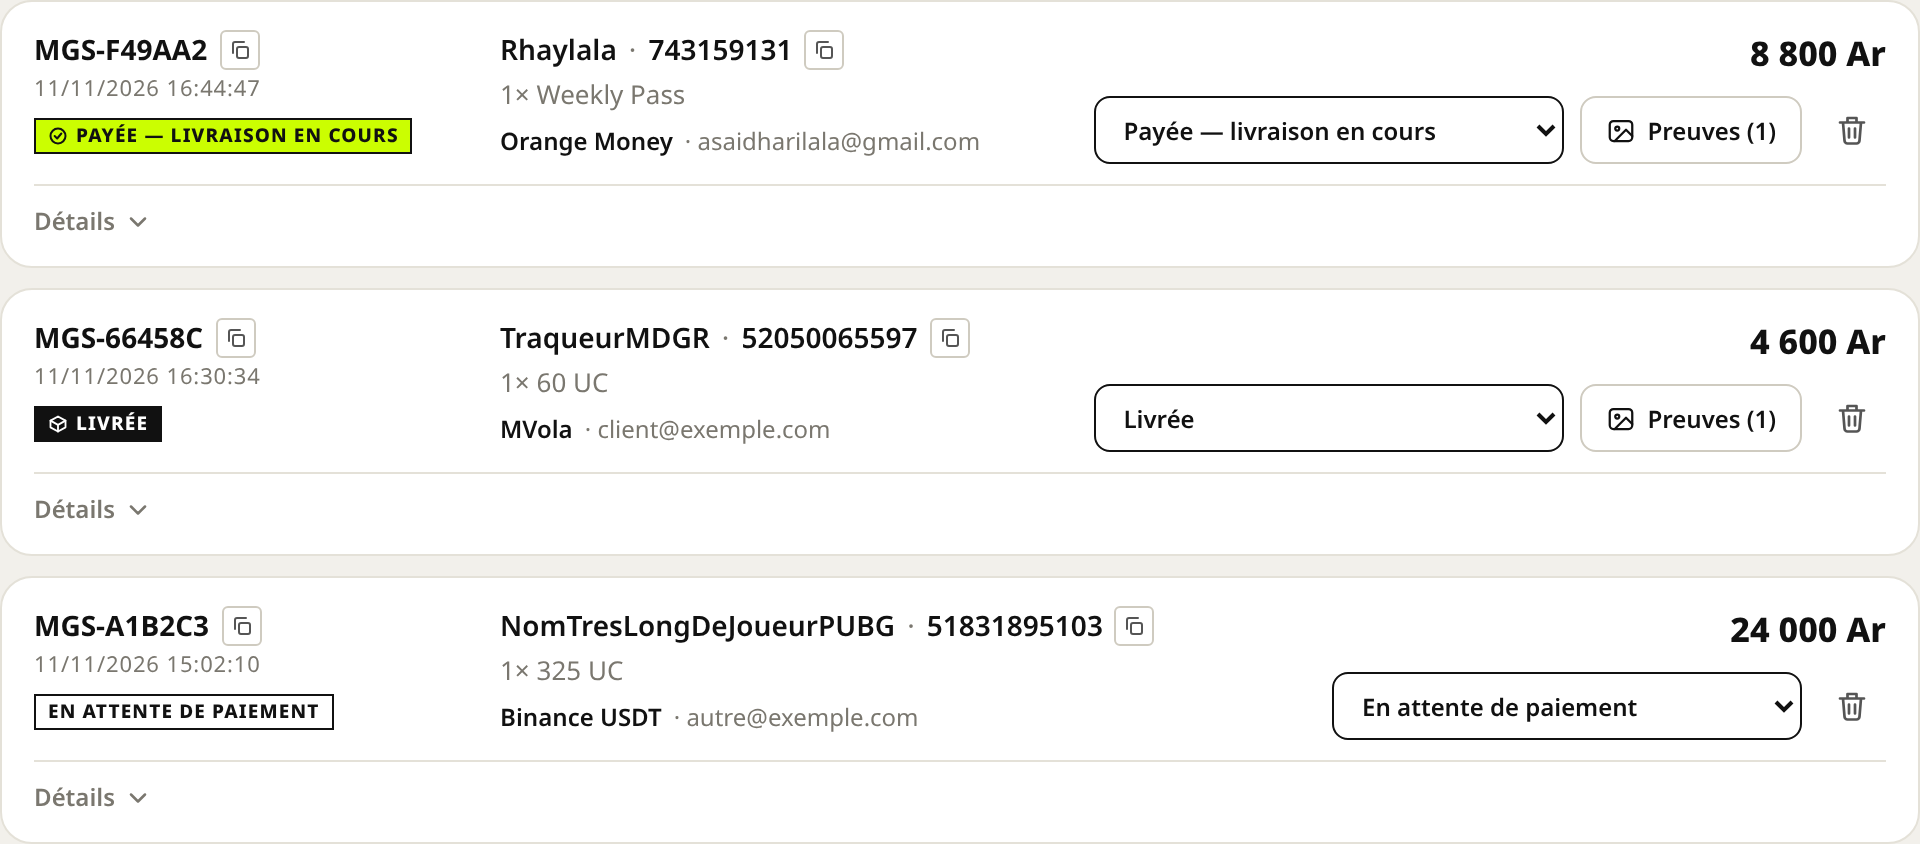 MGS-F49AA2
11/11/2026 16:44:47
PAYÉE — LIVRAISON EN COURS
Rhaylala · 743159131
1× Weekly Pass
Orange Money · asaidharilala@gmail.com
8 800 Ar
Payée — livraison en cours
Preuves (1)
Détails
MGS-66458C
11/11/2026 16:30:34
LIVRÉE
TraqueurMDGR · 52050065597
1× 60 UC
MVola · client@exemple.com
4 600 Ar
Livrée
Preuves (1)
Détails
MGS-A1B2C3
11/11/2026 15:02:10
EN ATTENTE DE PAIEMENT
NomTresLongDeJoueurPUBG · 51831895103
1× 325 UC
Binance USDT · autre@exemple.com
24 000 Ar
En attente de paiement
Détails